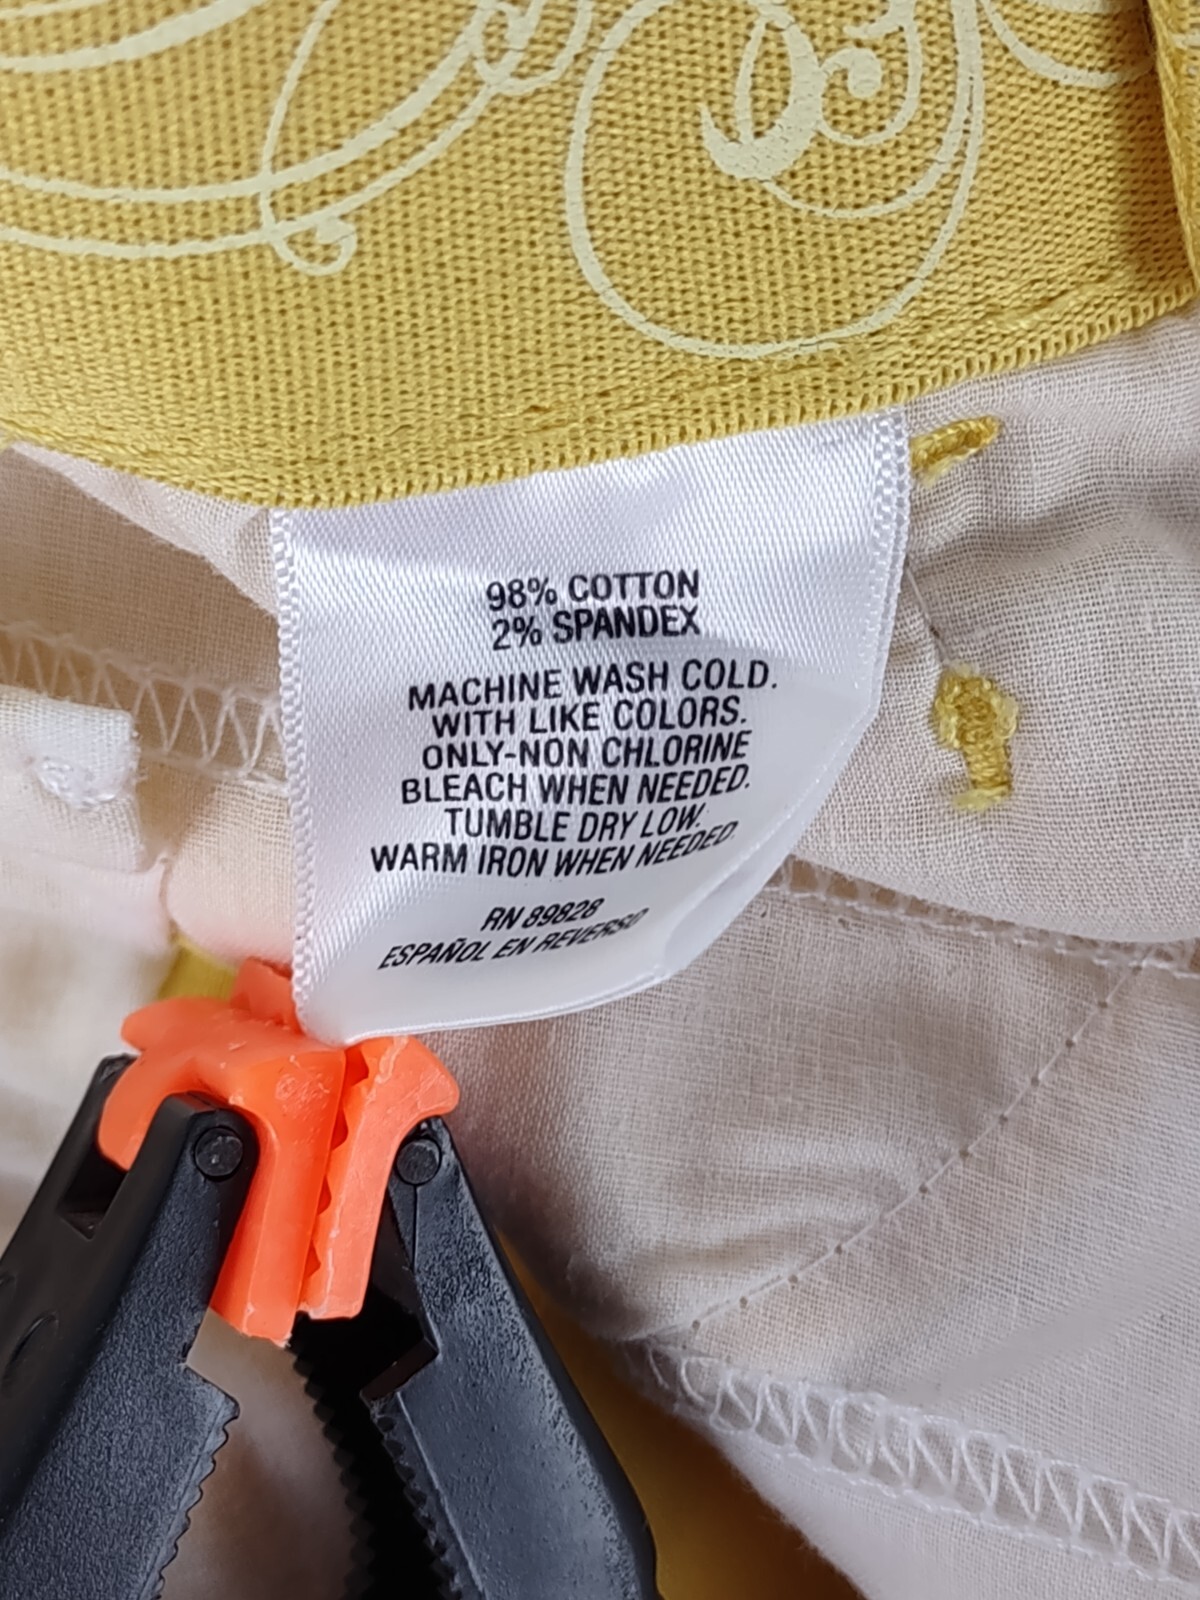 98% COTTON
2% SPANDEX
MACHINE WASH COLD.
WITH LIKE COLORS.
ONLY-NON CHLORINE
BLEACH WHEN NEEDED.
TUMBLE DRY LOW.
WARM IRON WHEN NEEDED.
RN 89828
ESPAÑOL EN REVERSO